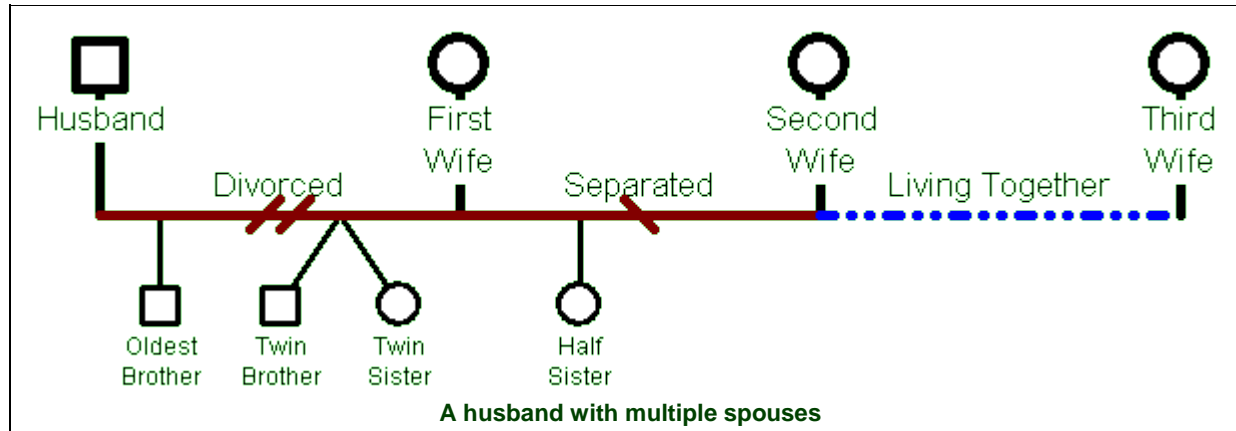 Husband
First
Wife
Second
Wife
Third
Wife
Divorced
Separated
Living Together
Oldest
Brother
Twin
Brother
Twin
Sister
Half
Sister
A husband with multiple spouses